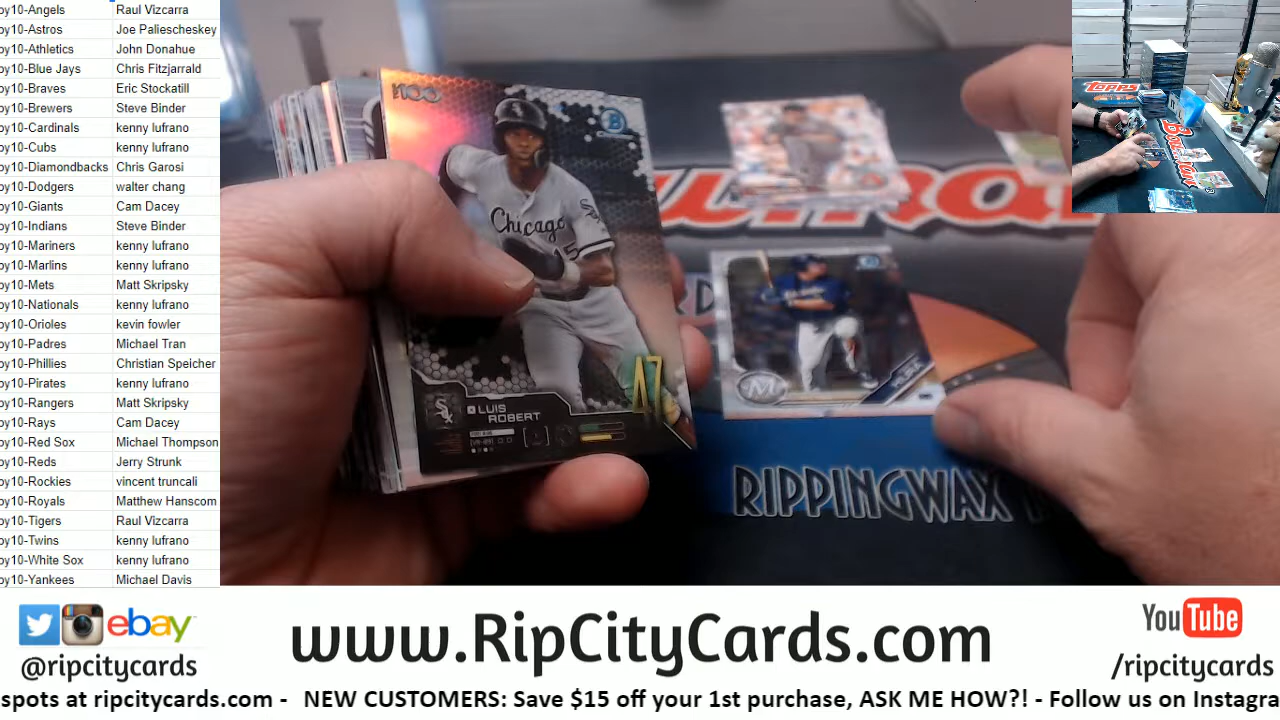 oy10-Angels Raul Vizcarra
oy10-Astros Joe Paliescheskey
oy10-Athletics John Donahue
oy10-Blue Jays Chris Fitzjarrald
oy10-Braves Eric Stockatill
oy10-Brewers Steve Binder
oy10-Cardinals kenny lufrano
oy10-Cubs kenny lufrano
oy10-Diamondbacks Chris Garosi
oy10-Dodgers walter chang
oy10-Giants Cam Dacey
oy10-Indians Steve Binder
oy10-Mariners kenny lufrano
oy10-Marlins kenny lufrano
oy10-Mets Matt Skripsky
oy10-Nationals kenny lufrano
oy10-Orioles kevin fowler
oy10-Padres Michael Tran
oy10-Phillies Christian Speicher
oy10-Pirates kenny lufrano
oy10-Rangers Matt Skripsky
oy10-Rays Cam Dacey
oy10-Red Sox Michael Thompson
oy10-Reds Jerry Strunk
oy10-Rockies vincent truncali
oy10-Royals Matthew Hanscom
oy10-Tigers Raul Vizcarra
oy10-Twins kenny lufrano
oy10-White Sox kenny lufrano
oy10-Yankees Michael Davis
B
Chicago
15
47
LUIS
ROBERT
RIPPINGWAX
TOPPS
ebay
@ripcitycards
www.RipCityCards.com
YouTube
/ripcitycards
spots at ripcitycards.com - NEW CUSTOMERS: Save $15 off your 1st purchase, ASK ME HOW?! - Follow us on Instagra